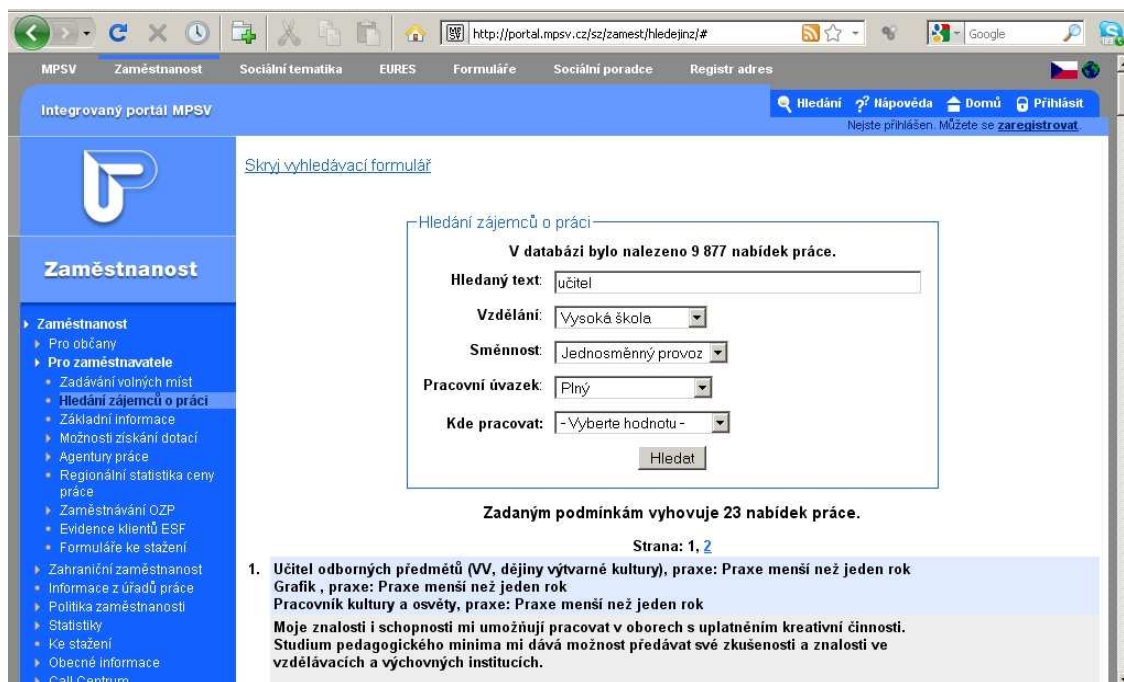 http://portal.mpsv.cz/sz/zamest/hledejinz/#
Google
MPSV Zaměstnanost Sociální tematika EURES Formuláře Sociální poradce Registr adres
Integrovaný portál MPSV
Hledání Nápověda Domů Přihlásit
Nejste přihlášen. Můžete se zaregistrovat.
Skryj vyhledávací formulář
Zaměstnanost
Zaměstnanost
Pro občany
Pro zaměstnavatele
Zadávání volných míst
Hledání zájemců o práci
Základní informace
Možnosti získání dotací
Agentury práce
Regionální statistika ceny
práce
Zaměstnávání OZP
Evidence klientů ESF
Formuláře ke stažení
Zahraniční zaměstnanost
Informace z úřadů práce
Politika zaměstnanosti
Statistiky
Ke stažení
Obecné informace
Call Centrum
Hledání zájemců o práci
V databázi bylo nalezeno 9 877 nabídek práce.
Hledaný text: učitel
Vzdělání: Vysoká škola
Směnnost: Jednosměnný provoz
Pracovní úvazek: Plný
Kde pracovat: - Vyberte hodnotu -
Hledat
Zadaným podmínkám vyhovuje 23 nabídek práce.
Strana: 1, 2
1. Učitel odborných předmětů (VV, dějiny výtvarné kultury), praxe: Praxe menší než jeden rok
Grafik , praxe: Praxe menší než jeden rok
Pracovník kultury a osvěty, praxe: Praxe menší než jeden rok
Moje znalosti i schopnosti mi umožňují pracovat v oborech s uplatněním kreativní činnosti.
Studium pedagogického minima mi dává možnost předávat své zkušenosti a znalosti ve
vzdělávacích a výchovných institucích.